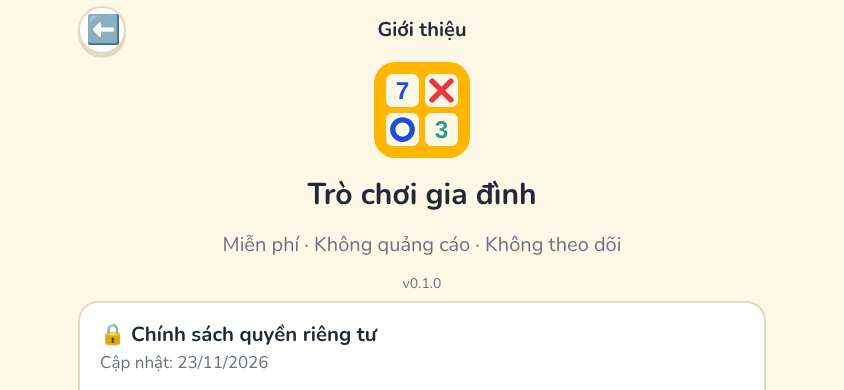 Giới thiệu
7
3
Trò chơi gia đình
Miễn phí · Không quảng cáo · Không theo dõi
v0.1.0
🔒 Chính sách quyền riêng tư
Cập nhật: 23/11/2026